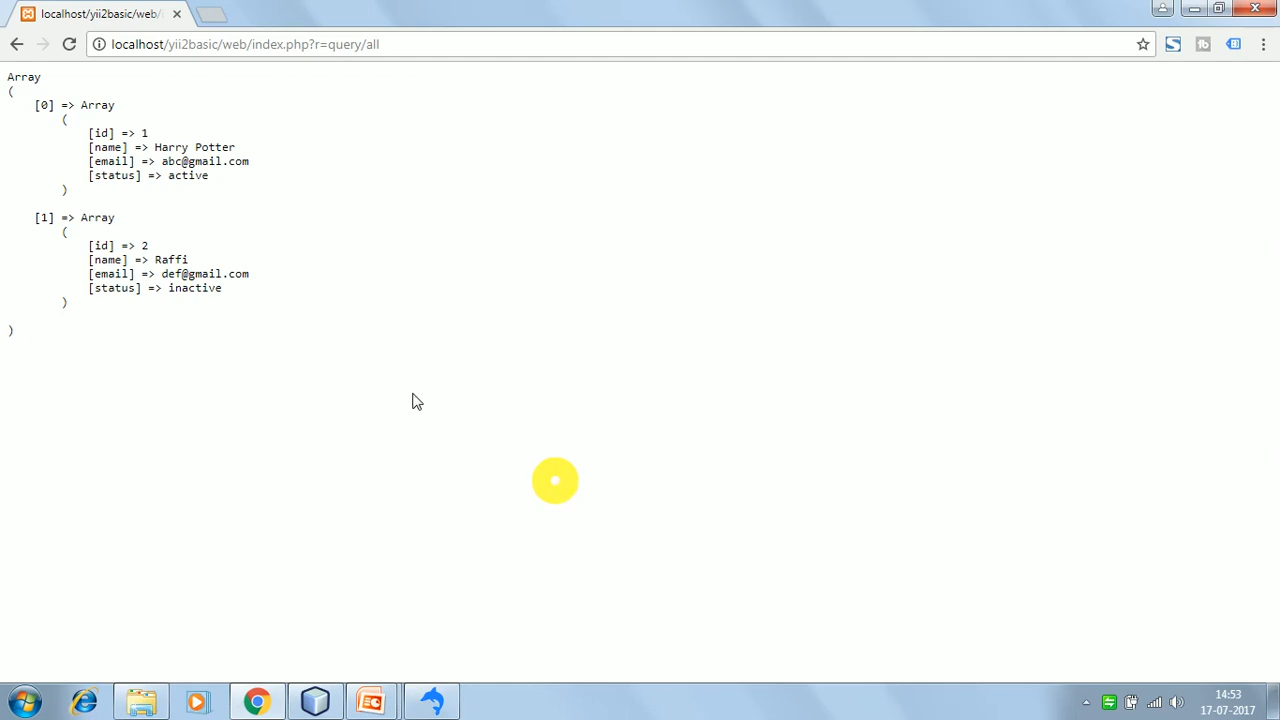 localhost/yii2basic/web/
localhost/yii2basic/web/index.php?r=query/all
Array
(
    [0] => Array
        (
            [id] => 1
            [name] => Harry Potter
            [email] => abc@gmail.com
            [status] => active
        )
    [1] => Array
        (
            [id] => 2
            [name] => Raffi
            [email] => def@gmail.com
            [status] => inactive
        )
)
14:53
17-07-2017